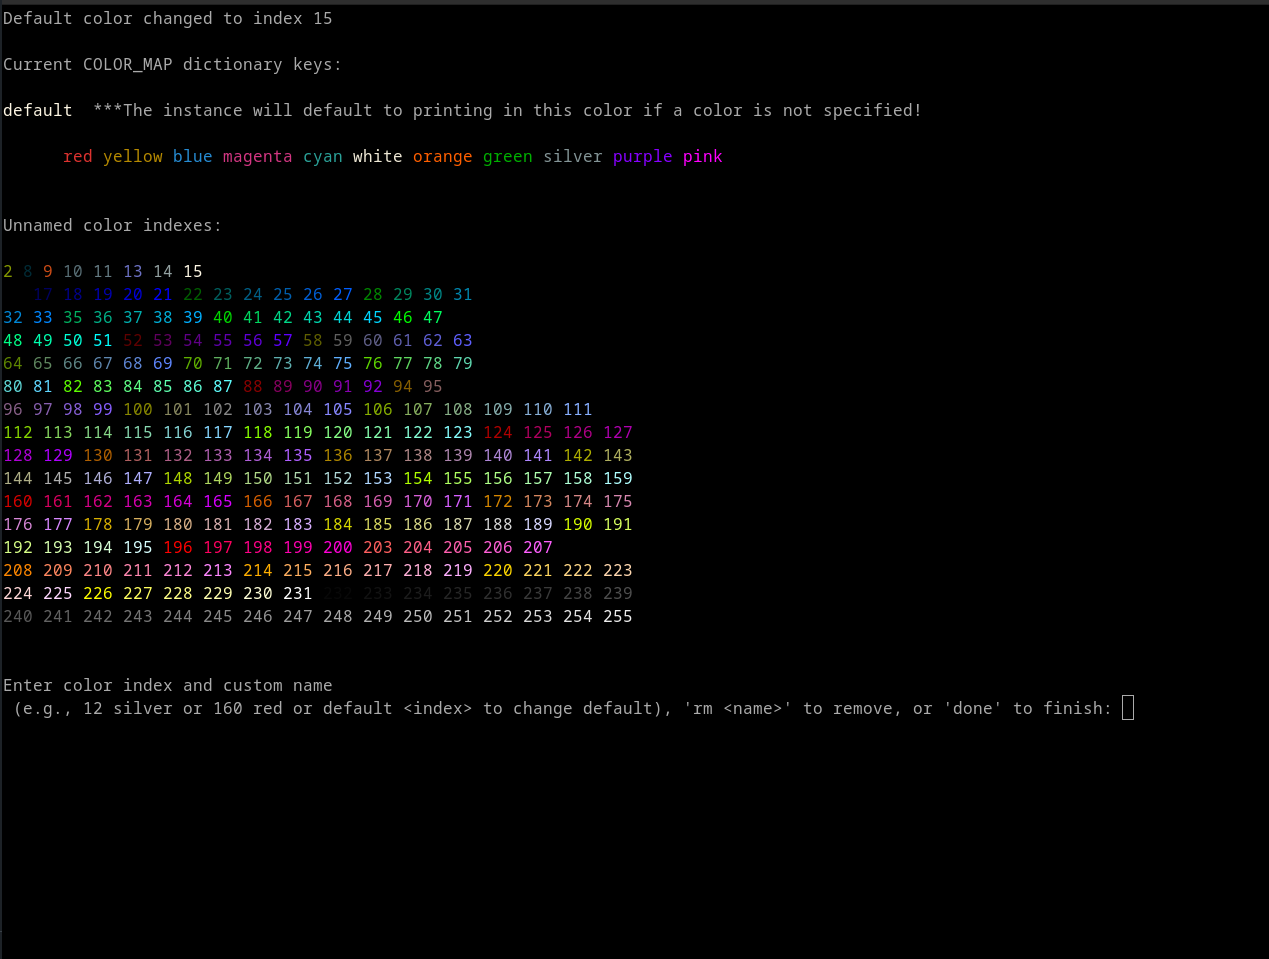 Default color changed to index 15
Current COLOR_MAP dictionary keys:
default  ***The instance will default to printing in this color if a color is not specified!
red yellow blue magenta cyan white orange green silver purple pink
Unnamed color indexes:
2 8 9 10 11 13 14 15
17 18 19 20 21 22 23 24 25 26 27 28 29 30 31
32 33 35 36 37 38 39 40 41 42 43 44 45 46 47
48 49 50 51 52 53 54 55 56 57 58 59 60 61 62 63
64 65 66 67 68 69 70 71 72 73 74 75 76 77 78 79
80 81 82 83 84 85 86 87 88 89 90 91 92 94 95
96 97 98 99 100 101 102 103 104 105 106 107 108 109 110 111
112 113 114 115 116 117 118 119 120 121 122 123 124 125 126 127
128 129 130 131 132 133 134 135 136 137 138 139 140 141 142 143
144 145 146 147 148 149 150 151 152 153 154 155 156 157 158 159
160 161 162 163 164 165 166 167 168 169 170 171 172 173 174 175
176 177 178 179 180 181 182 183 184 185 186 187 188 189 190 191
192 193 194 195 196 197 198 199 200 203 204 205 206 207
208 209 210 211 212 213 214 215 216 217 218 219 220 221 222 223
224 225 226 227 228 229 230 231 232 233 234 235 236 237 238 239
240 241 242 243 244 245 246 247 248 249 250 251 252 253 254 255
Enter color index and custom name
(e.g., 12 silver or 160 red or default <index> to change default), 'rm <name>' to remove, or 'done' to finish: